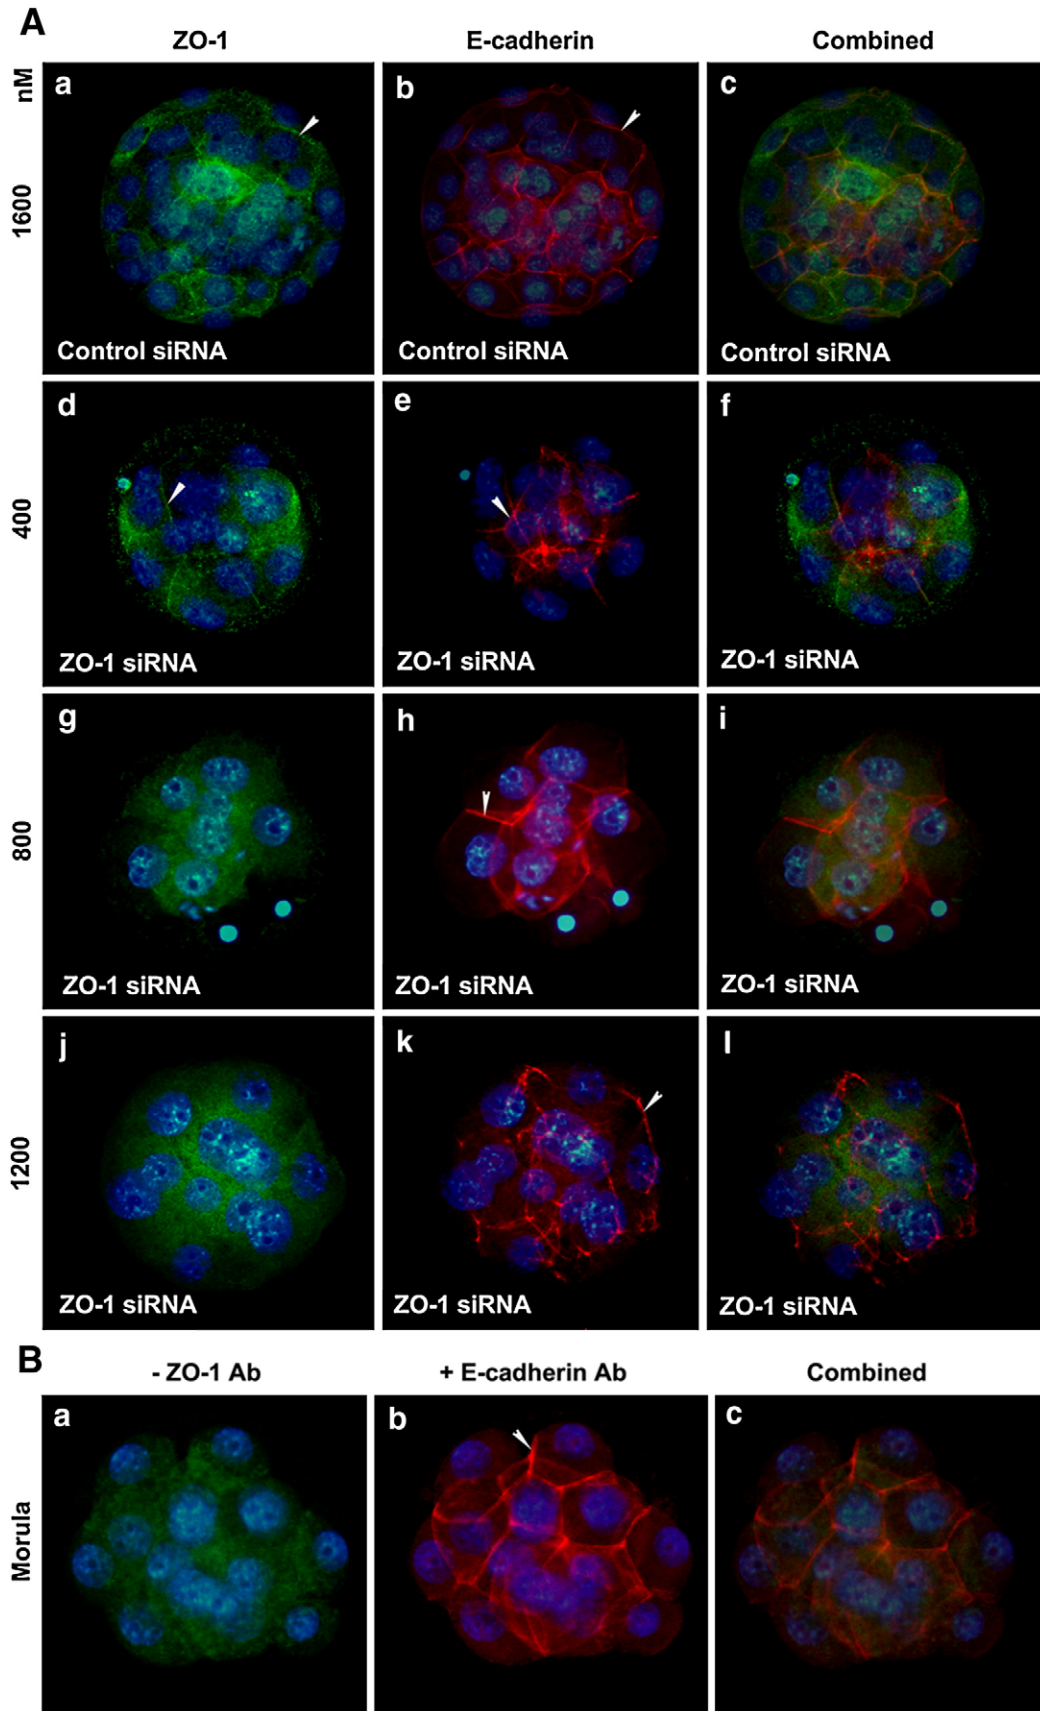 A
ZO-1 E-cadherin Combined
nM
a b c
1600
Control siRNA Control siRNA Control siRNA
d e f
400
ZO-1 siRNA ZO-1 siRNA ZO-1 siRNA
g h i
800
ZO-1 siRNA ZO-1 siRNA ZO-1 siRNA
j k l
1200
ZO-1 siRNA ZO-1 siRNA ZO-1 siRNA
B
- ZO-1 Ab + E-cadherin Ab Combined
a b c
Morula